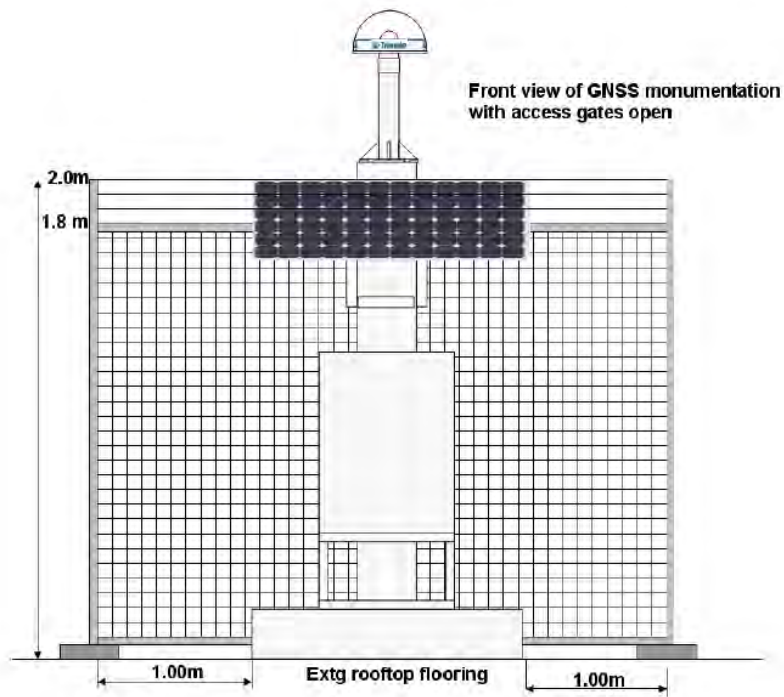 Trimble
Front view of GNSS monumentation
with access gates open
2.0m
1.8 m
1.00m
Extg rooftop flooring
1.00m